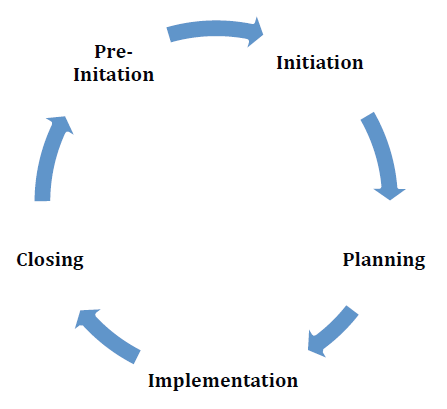 Pre-
Initation
Initiation
Planning
Implementation
Closing